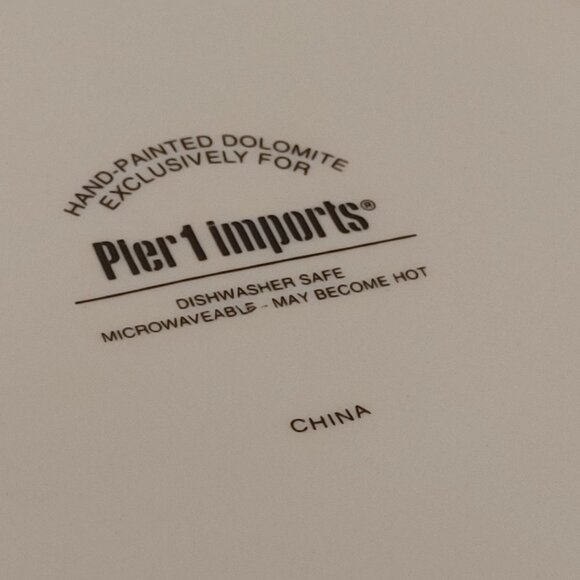 HAND-PAINTED DOLOMITE
EXCLUSIVELY FOR
Pier 1 imports®
DISHWASHER SAFE
MICROWAVEABLE - MAY BECOME HOT
CHINA